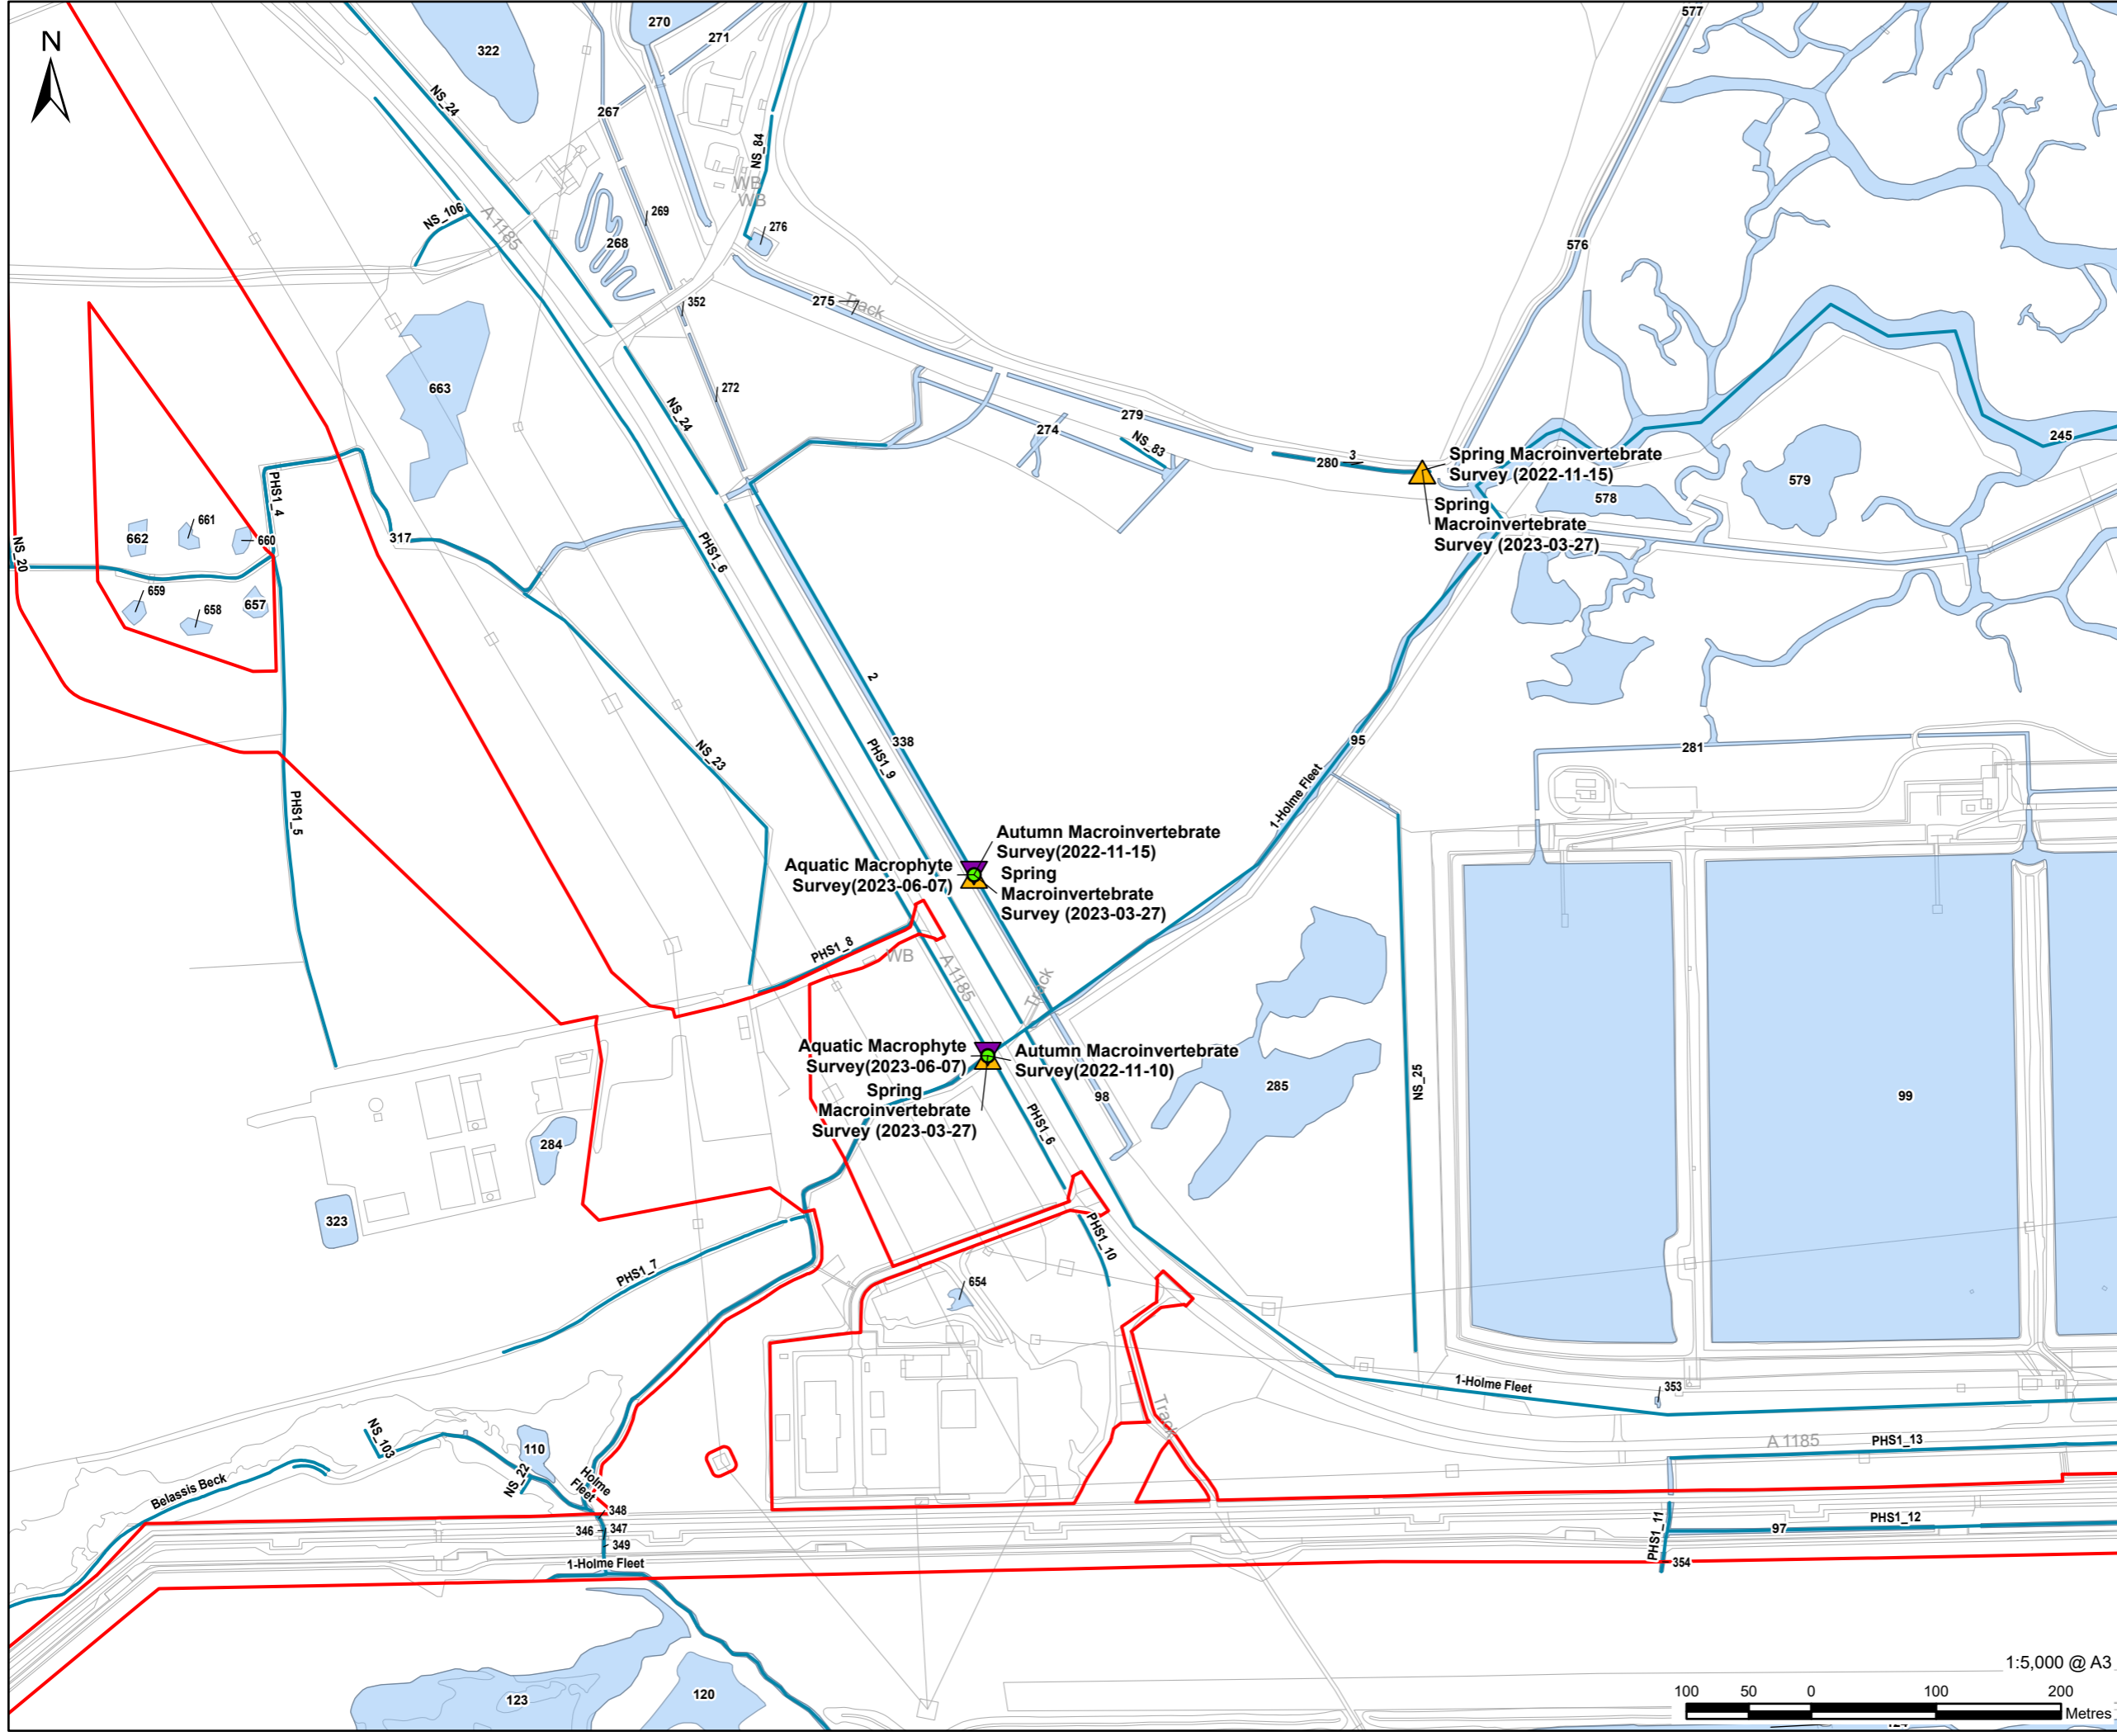 577
270
271
322
N
NS_24
267
NS_84
WB
WB
269
NS_106
A 1185
268
276
576
352
275
Track
663
272
NS_24
279
274
NS_83
280
3
245
Spring Macroinvertebrate
Survey (2022-11-15)
579
578
Spring
Macroinvertebrate
Survey (2023-03-27)
PHS1_4
661
662
660
317
NS_20
PHS1_6
659
658
657
2
338
95
281
NS_23
PHS1_9
PHS1_5
1-Holme Fleet
Autumn Macroinvertebrate
Survey(2022-11-15)
Aquatic Macrophyte
Survey(2023-06-07)
Spring
Macroinvertebrate
Survey (2023-03-27)
PHS1_8
WB
A 1185
Track
Aquatic Macrophyte
Survey(2023-06-07)
Autumn Macroinvertebrate
Survey(2022-11-10)
Spring
Macroinvertebrate
Survey (2023-03-27)
285
98
NS_25
99
PHS1_6
284
323
PHS1_10
PHS1_7
654
1-Holme Fleet
353
Track
NS_103
110
A 1185
PHS1_13
NS_22
Belassis Beck
Holme
Fleet
348
346
347
349
PHS1_11
97
PHS1_12
1-Holme Fleet
354
1:5,000 @ A3
123
120
100 50 0 100 200
Metres